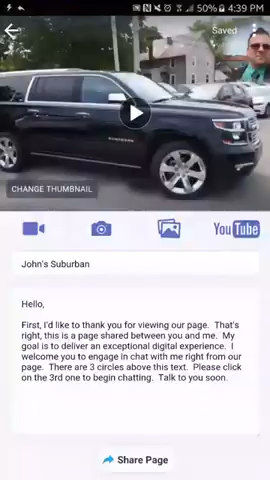 50% 4:39 PM
Saved
CHANGE THUMBNAIL
YouTube
John's Suburban
Hello,
First, I'd like to thank you for viewing our page. That's
right, this is a page shared between you and me. My
goal is to deliver an exceptional digital experience. I
welcome you to engage in chat with me right from our
page. There are 3 circles above this text. Please click
on the 3rd one to begin chatting. Talk to you soon.
Share Page